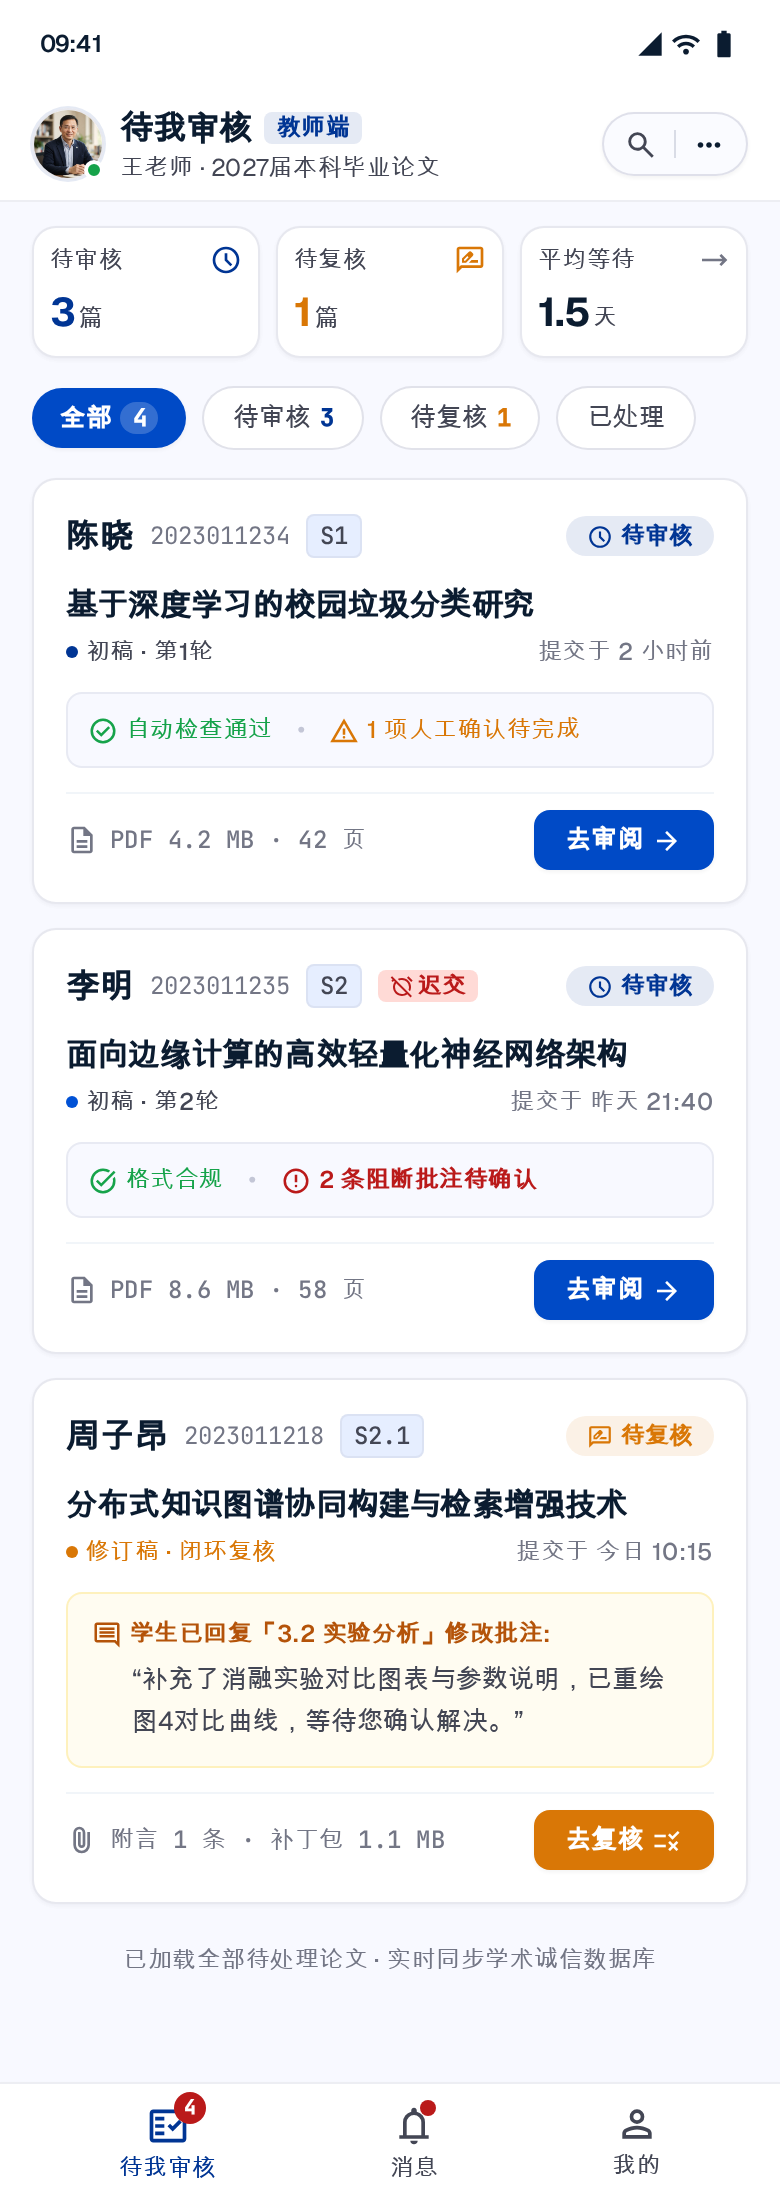 09:41
待我审核 教师端
王老师 · 2027届本科毕业论文
待审核
3篇
待复核
1篇
平均等待
1.5天
全部 4 待审核 3 待复核 1 已处理
陈晓 2023011234 S1 待审核
基于深度学习的校园垃圾分类研究
初稿 · 第1轮 提交于 2 小时前
自动检查通过 • 1 项人工确认待完成
PDF 4.2 MB · 42 页 去审阅
李明 2023011235 S2 迟交 待审核
面向边缘计算的高效轻量化神经网络架构
初稿 · 第2轮 提交于 昨天 21:40
格式合规 • 2 条阻断批注待确认
PDF 8.6 MB · 58 页 去审阅
周子昂 2023011218 S2.1 待复核
分布式知识图谱协同构建与检索增强技术
修订稿 · 闭环复核 提交于 今日 10:15
学生已回复「3.2 实验分析」修改批注:
“补充了消融实验对比图表与参数说明，已重绘
图4对比曲线，等待您确认解决。”
附言 1 条 · 补丁包 1.1 MB 去复核
已加载全部待处理论文 · 实时同步学术诚信数据库
4
待我审核 消息 我的